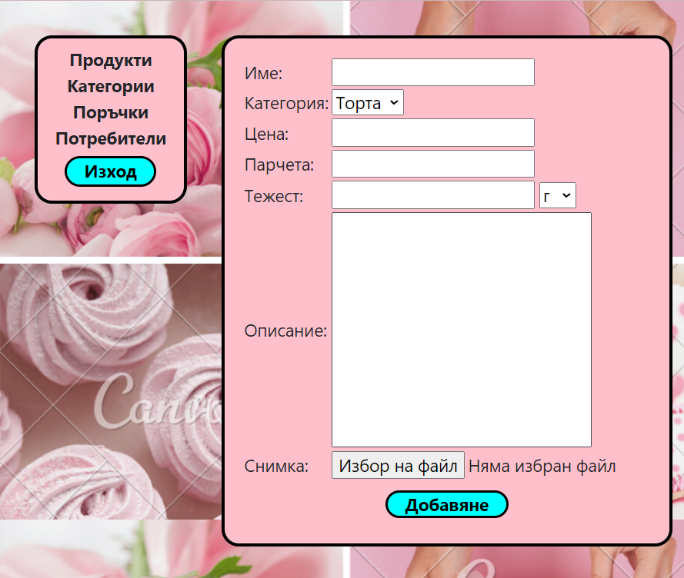 Продукти
Категории
Поръчки
Потребители
Изход
Име:
Категория: Торта
Цена:
Парчета:
Тежест: г
Описание:
Снимка: Избор на файл Няма избран файл
Добавяне
Canv
C